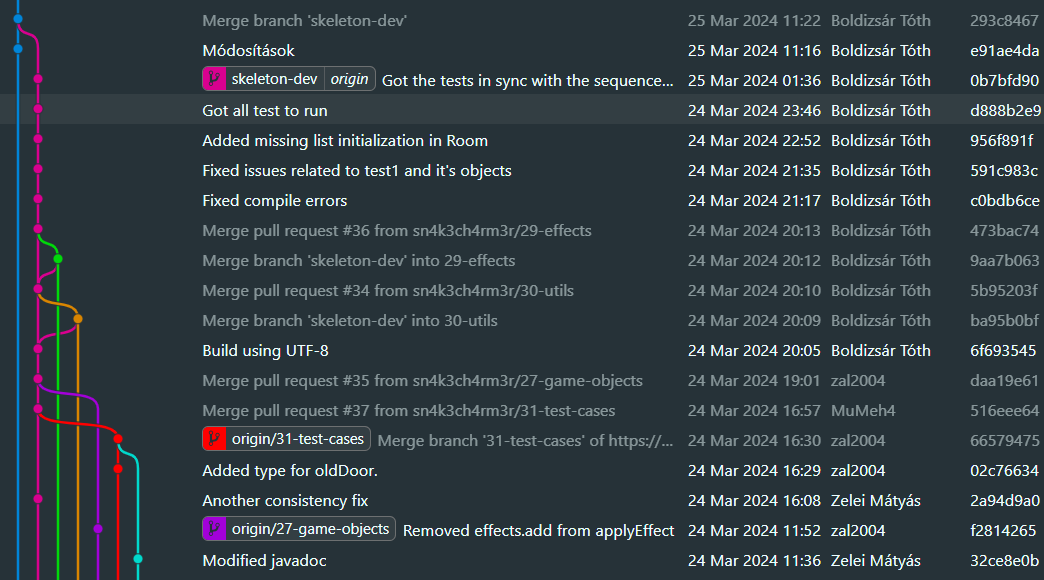 Merge branch 'skeleton-dev' 25 Mar 2024 11:22 Boldizsár Tóth 293c8467
Módosítások 25 Mar 2024 11:16 Boldizsár Tóth e91ae4da
skeleton-dev origin Got the tests in sync with the sequence... 25 Mar 2024 01:36 Boldizsár Tóth 0b7bfd90
Got all test to run 24 Mar 2024 23:46 Boldizsár Tóth d888b2e9
Added missing list initialization in Room 24 Mar 2024 22:52 Boldizsár Tóth 956f891f
Fixed issues related to test1 and it's objects 24 Mar 2024 21:35 Boldizsár Tóth 591c983c
Fixed compile errors 24 Mar 2024 21:17 Boldizsár Tóth c0bdb6ce
Merge pull request #36 from sn4k3ch4rm3r/29-effects 24 Mar 2024 20:13 Boldizsár Tóth 473bac74
Merge branch 'skeleton-dev' into 29-effects 24 Mar 2024 20:12 Boldizsár Tóth 9aa7b063
Merge pull request #34 from sn4k3ch4rm3r/30-utils 24 Mar 2024 20:10 Boldizsár Tóth 5b95203f
Merge branch 'skeleton-dev' into 30-utils 24 Mar 2024 20:09 Boldizsár Tóth ba95b0bf
Build using UTF-8 24 Mar 2024 20:05 Boldizsár Tóth 6f693545
Merge pull request #35 from sn4k3ch4rm3r/27-game-objects 24 Mar 2024 19:01 zal2004 daa19e61
Merge pull request #37 from sn4k3ch4rm3r/31-test-cases 24 Mar 2024 16:57 MuMeh4 516eee64
origin/31-test-cases Merge branch '31-test-cases' of https://... 24 Mar 2024 16:30 zal2004 66579475
Added type for oldDoor. 24 Mar 2024 16:29 zal2004 02c76634
Another consistency fix 24 Mar 2024 16:08 Zelei Mátyás 2a94d9a0
origin/27-game-objects Removed effects.add from applyEffect 24 Mar 2024 11:52 zal2004 f2814265
Modified javadoc 24 Mar 2024 11:36 Zelei Mátyás 32ce8e0b